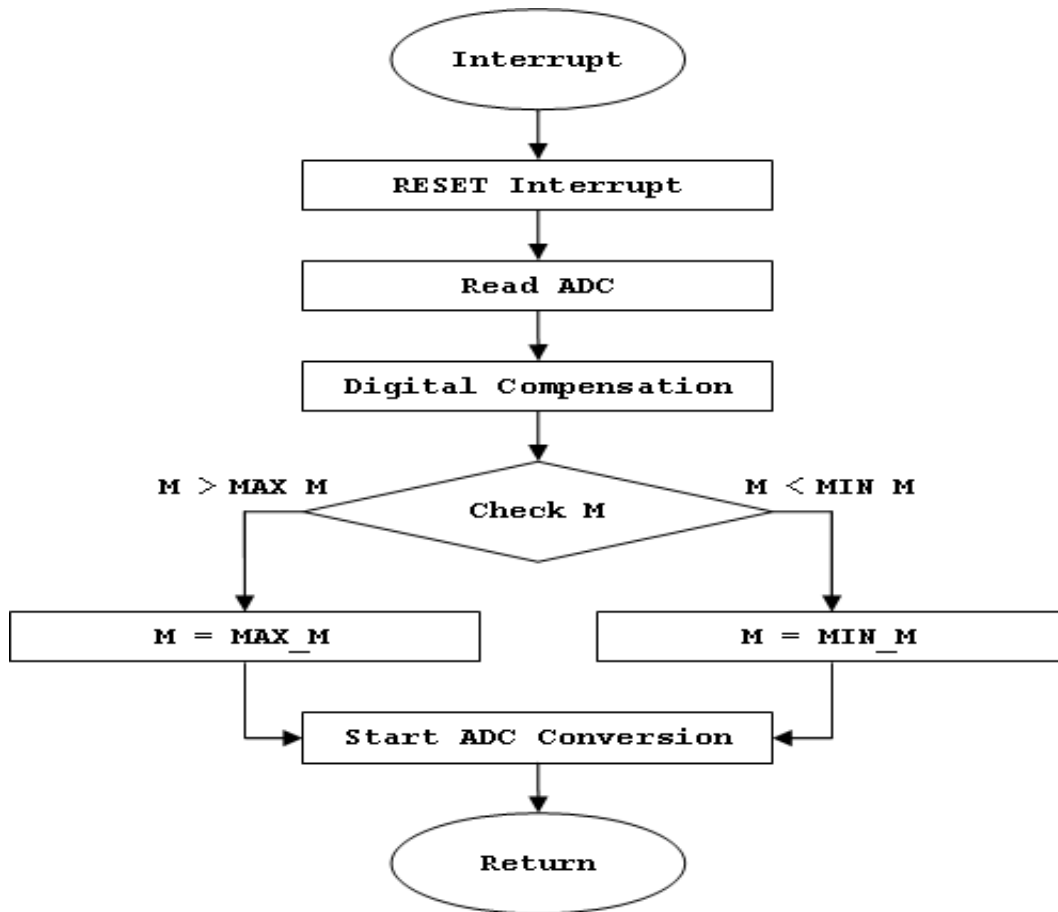 Interrupt
RESET Interrupt
Read ADC
Digital Compensation
M > MAX M
M < MIN M
Check M
M = MAX_M
M = MIN_M
Start ADC Conversion
Return